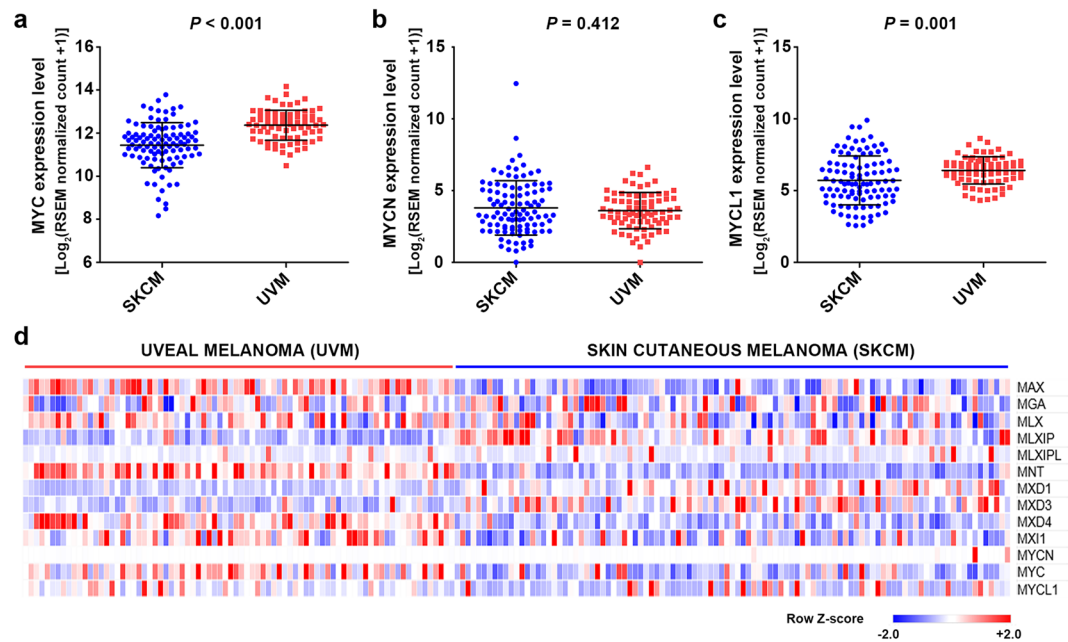 a
P < 0.001
MYC expression level
[Log2(RSEM normalized count +1)]
16
14
12
10
8
6
SKCM
UVM
b
P = 0.412
MYCN expression level
[Log2(RSEM normalized count +1)]
15
10
5
0
SKCM
UVM
c
P = 0.001
MYCL1 expression level
[Log2(RSEM normalized count +1)]
15
10
5
0
SKCM
UVM
d
UVEAL MELANOMA (UVM)
SKIN CUTANEOUS MELANOMA (SKCM)
MAX
MGA
MLX
MLXIP
MLXIPL
MNT
MXD1
MXD3
MXD4
MXI1
MYCN
MYC
MYCL1
Row Z-score
-2.0
+2.0